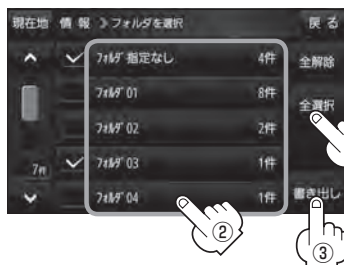 現在地 情 報 ＞フォルダを選択 戻 る
フォルダ 指定なし 4件 全解除
フォルダ 01 8件
全選択
フォルダ 02 2件
7件 フォルダ 03 1件
フォルダ 04 1件 書き出し
②
③